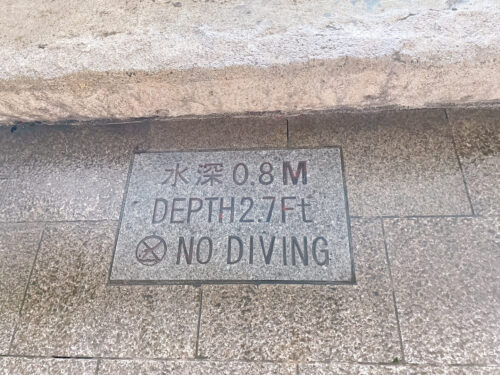 水深 0.8M
DEPTH2.7Ft
NO DIVING